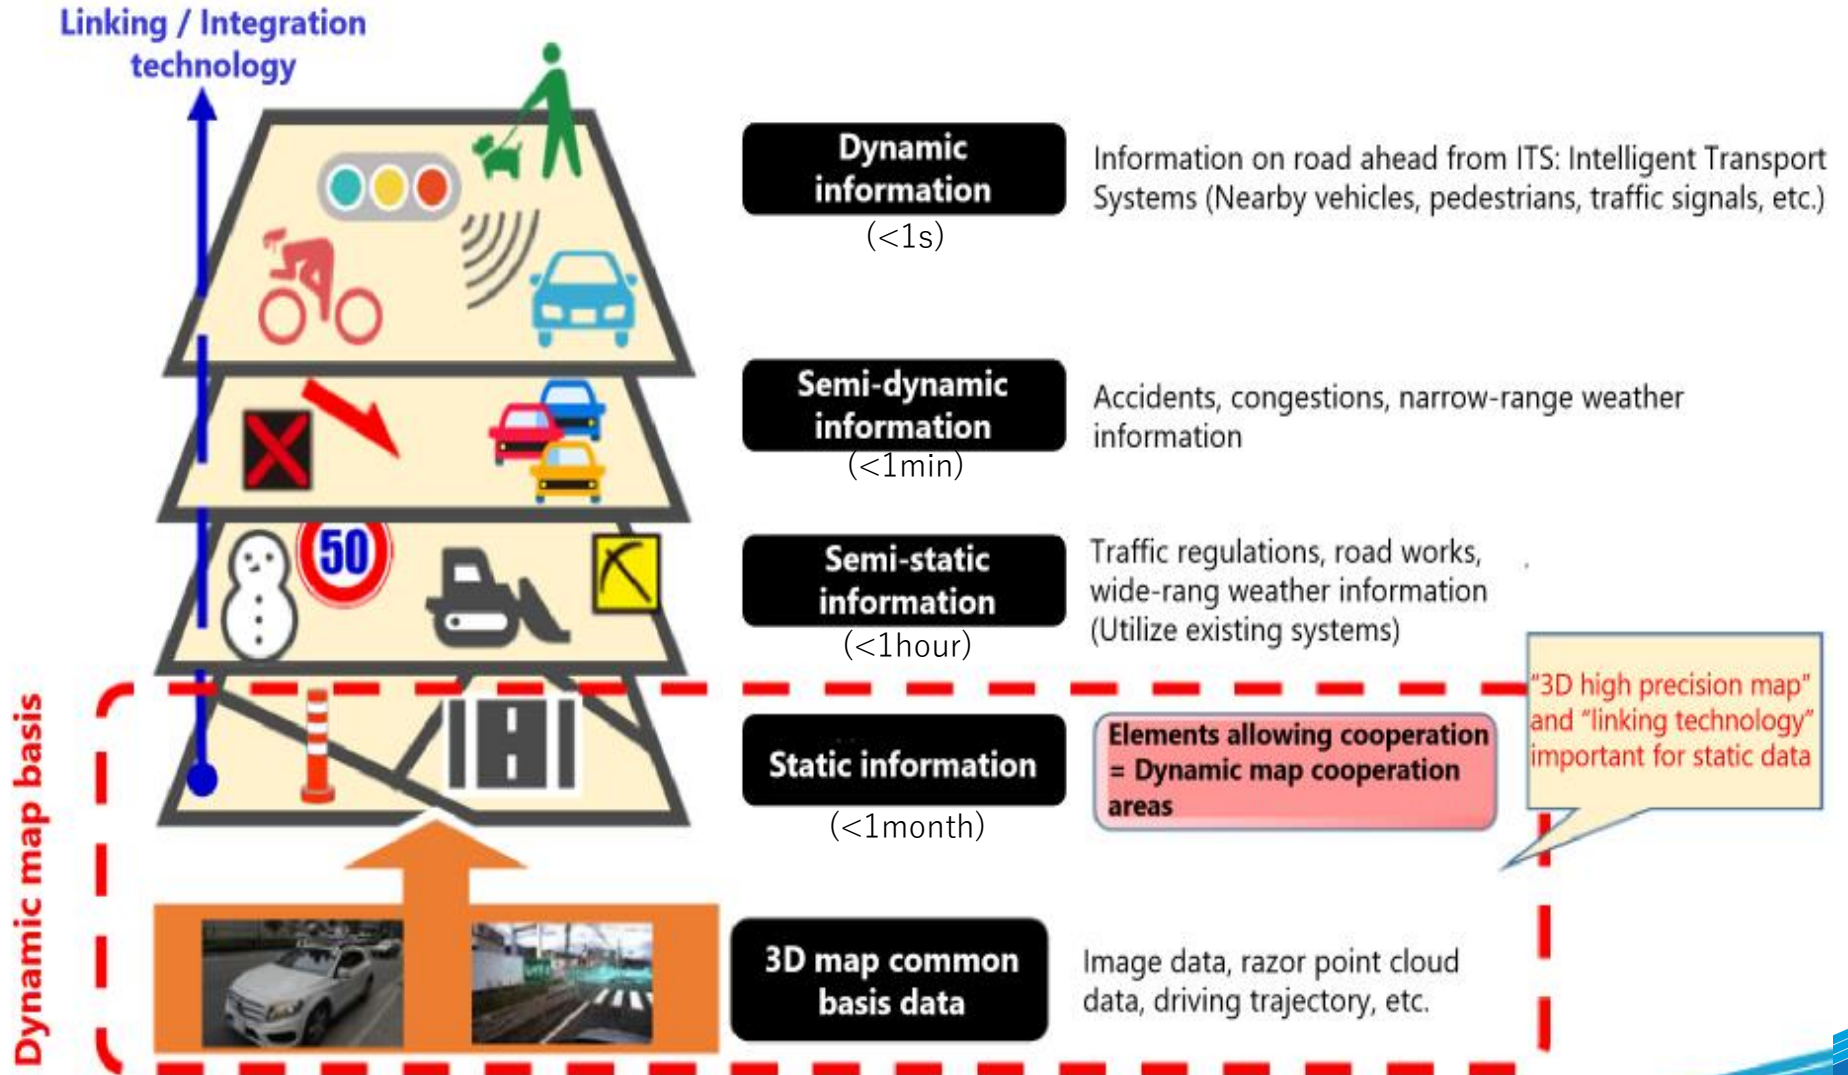 Linking / Integration
technology
Dynamic
information
(<1s)
Information on road ahead from ITS: Intelligent Transport
Systems (Nearby vehicles, pedestrians, traffic signals, etc.)
Semi-dynamic
information
(<1min)
Accidents, congestions, narrow-range weather
information
50
Semi-static
information
(<1hour)
Traffic regulations, road works,
wide-rang weather information
(Utilize existing systems)
"3D high precision map"
and "linking technology"
important for static data
Dynamic map basis
Static information
(<1month)
Elements allowing cooperation
= Dynamic map cooperation
areas
3D map common
basis data
Image data, razor point cloud
data, driving trajectory, etc.